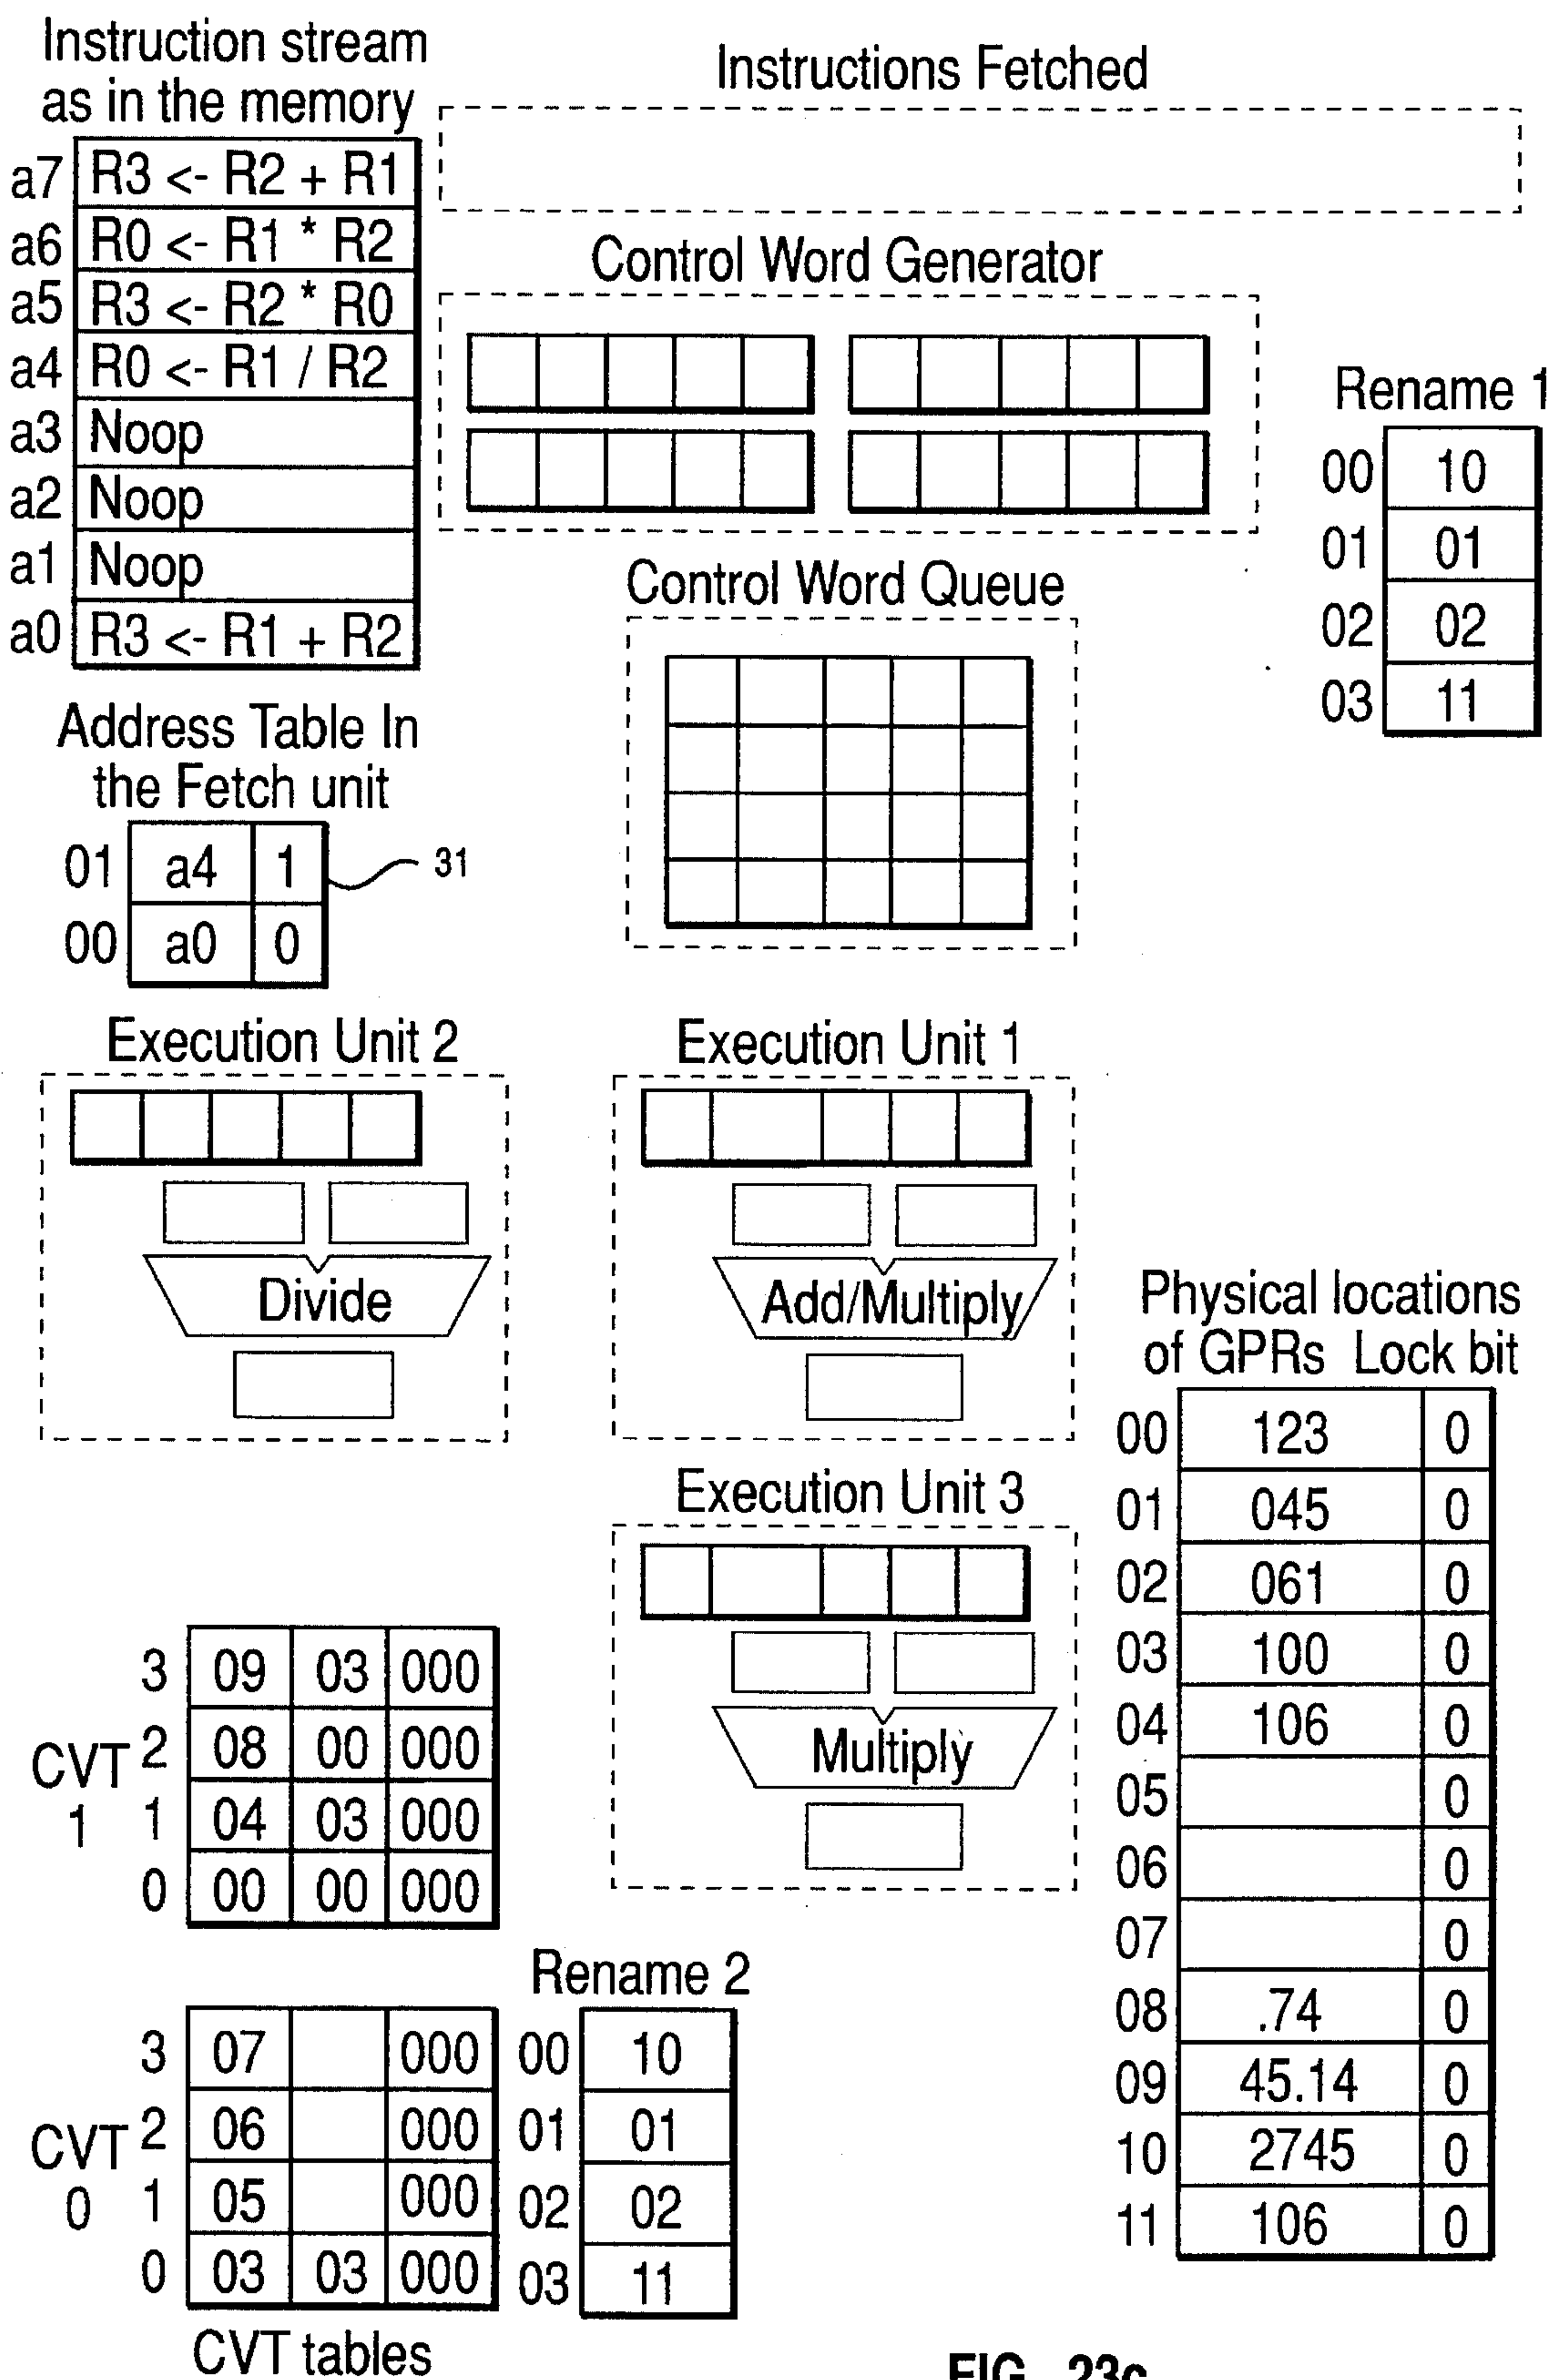 Instruction stream
as in the memory
a7 R3 <- R2 + R1
a6 R0 <- R1 * R2
a5 R3 <- R2 * R0
a4 R0 <- R1 / R2
a3 Noop
a2 Noop
a1 Noop
a0 R3 <- R1 + R2
Instructions Fetched
Control Word Generator
Rename 1
00 10
01 01
02 02
03 11
Control Word Queue
Address Table In
the Fetch unit
01 a4 1
31
00 a0 0
Execution Unit 2
Divide
Execution Unit 1
Add/Multiply
Execution Unit 3
Multiply
Physical locations
of GPRs Lock bit
00 123 0
01 045 0
02 061 0
03 100 0
04 106 0
05 0
06 0
07 0
08 .74 0
09 45.14 0
10 2745 0
11 106 0
CVT
1
3 09 03 000
2 08 00 000
1 04 03 000
0 00 00 000
CVT
0
3 07 000
2 06 000
1 05 000
0 03 03 000
CVT tables
Rename 2
00 10
01 01
02 02
03 11
FIG. 23c